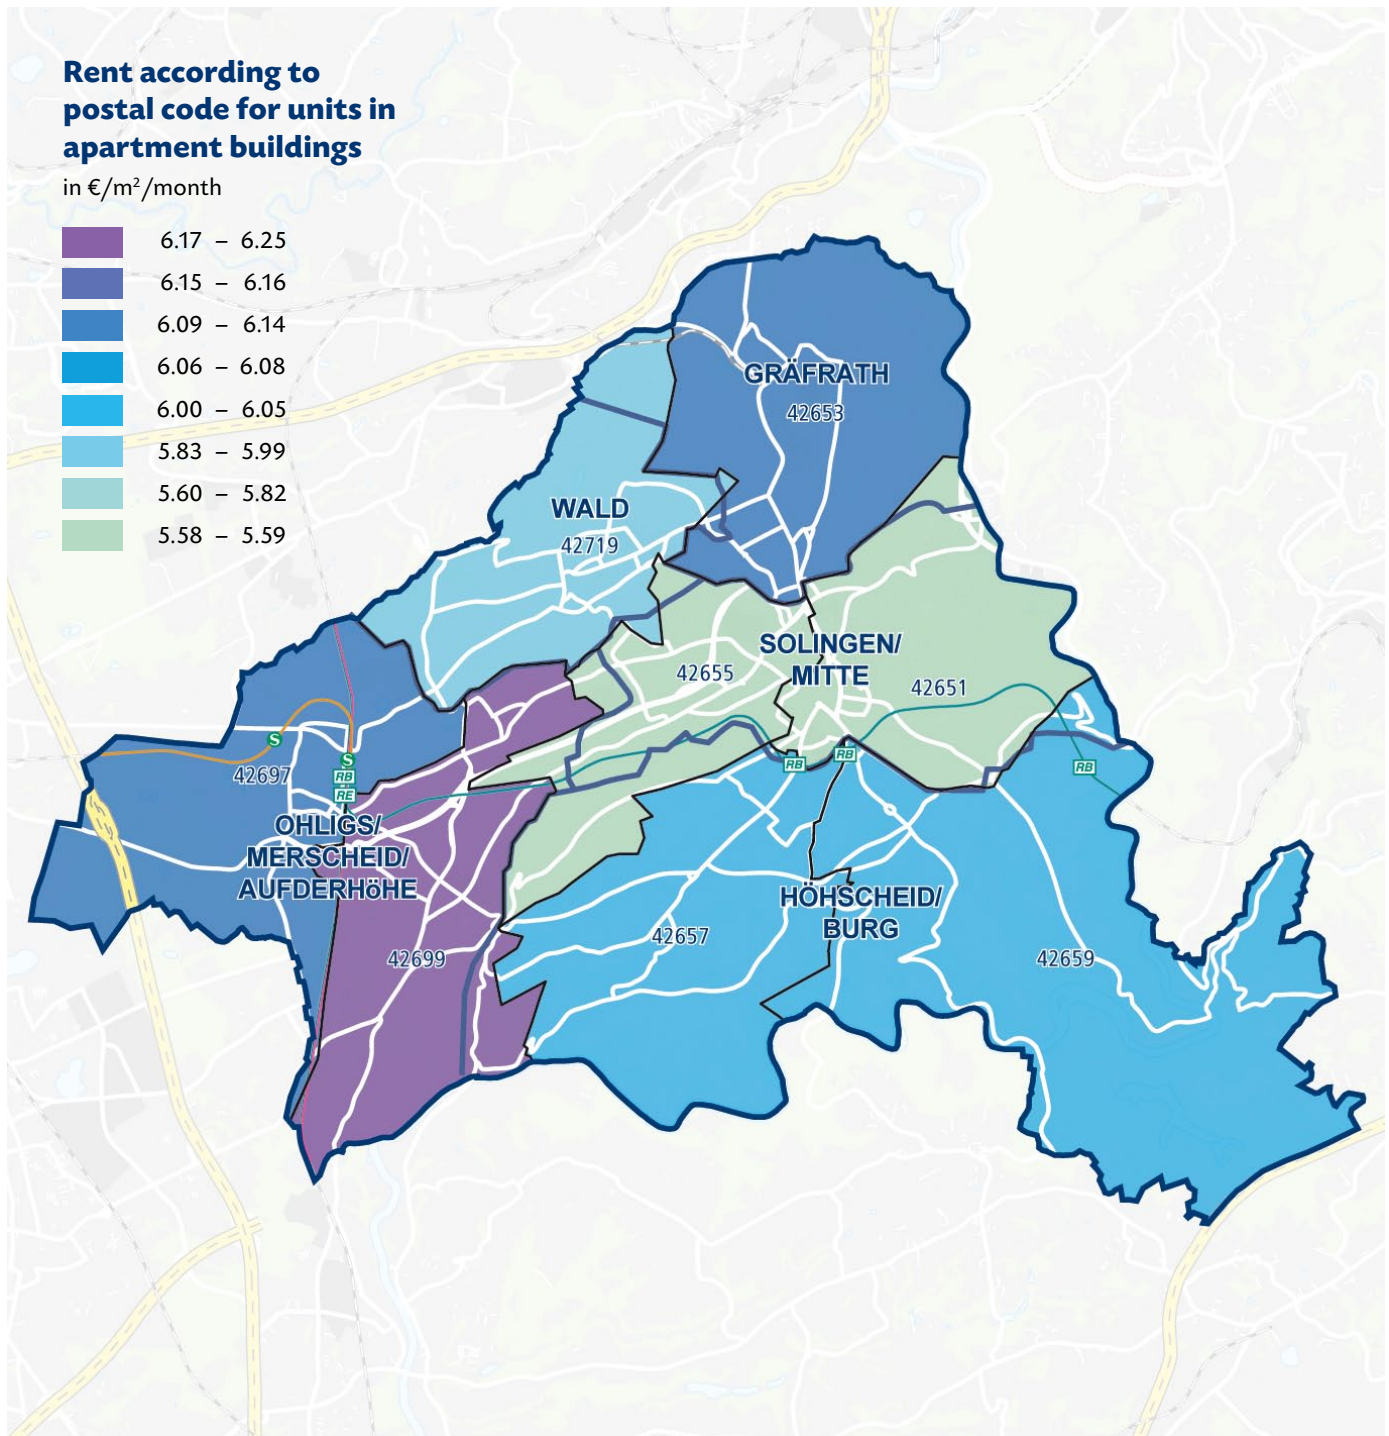 Rent according to
postal code for units in
apartment buildings
in €/m²/month
6.17 – 6.25
6.15 – 6.16
6.09 – 6.14
6.06 – 6.08
6.00 – 6.05
5.83 – 5.99
5.60 – 5.82
5.58 – 5.59
GRÄFRATH
42653
WALD
42719
SOLINGEN/
MITTE
42655
42651
S
S
42697
RB
RE
RB
RB
RB
OHLIGS/
MERSCHEID/
AUFDERHöHE
HÖHSCHEID/
BURG
42657
42699
42659